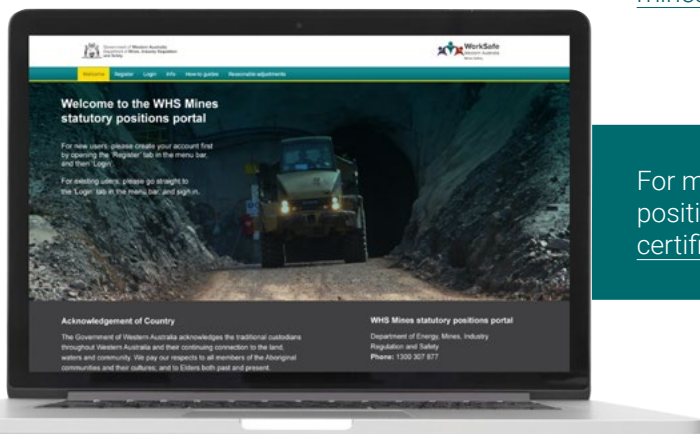 Government of Western Australia
Department of Mines, Industry Regulation
and Safety
WorkSafe
Western Australia
Mines Safety
Welcome Register Login Info How-to guides Reasonable adjustments
Welcome to the WHS Mines
statutory positions portal
For new users: please create your account first
by opening the 'Register' tab in the menu bar,
and then 'Login'.
For existing users: please go straight to
the 'Login' tab in the menu bar, and sign in.
For m
positi
certifi
Acknowledgement of Country
The Government of Western Australia acknowledges the traditional custodians
throughout Western Australia and their continuing connection to the land,
waters and community. We pay our respects to all members of the Aboriginal
communities and their cultures; and to Elders both past and present.
WHS Mines statutory positions portal
Department of Energy, Mines, Industry
Regulation and Safety
Phone: 1300 307 877